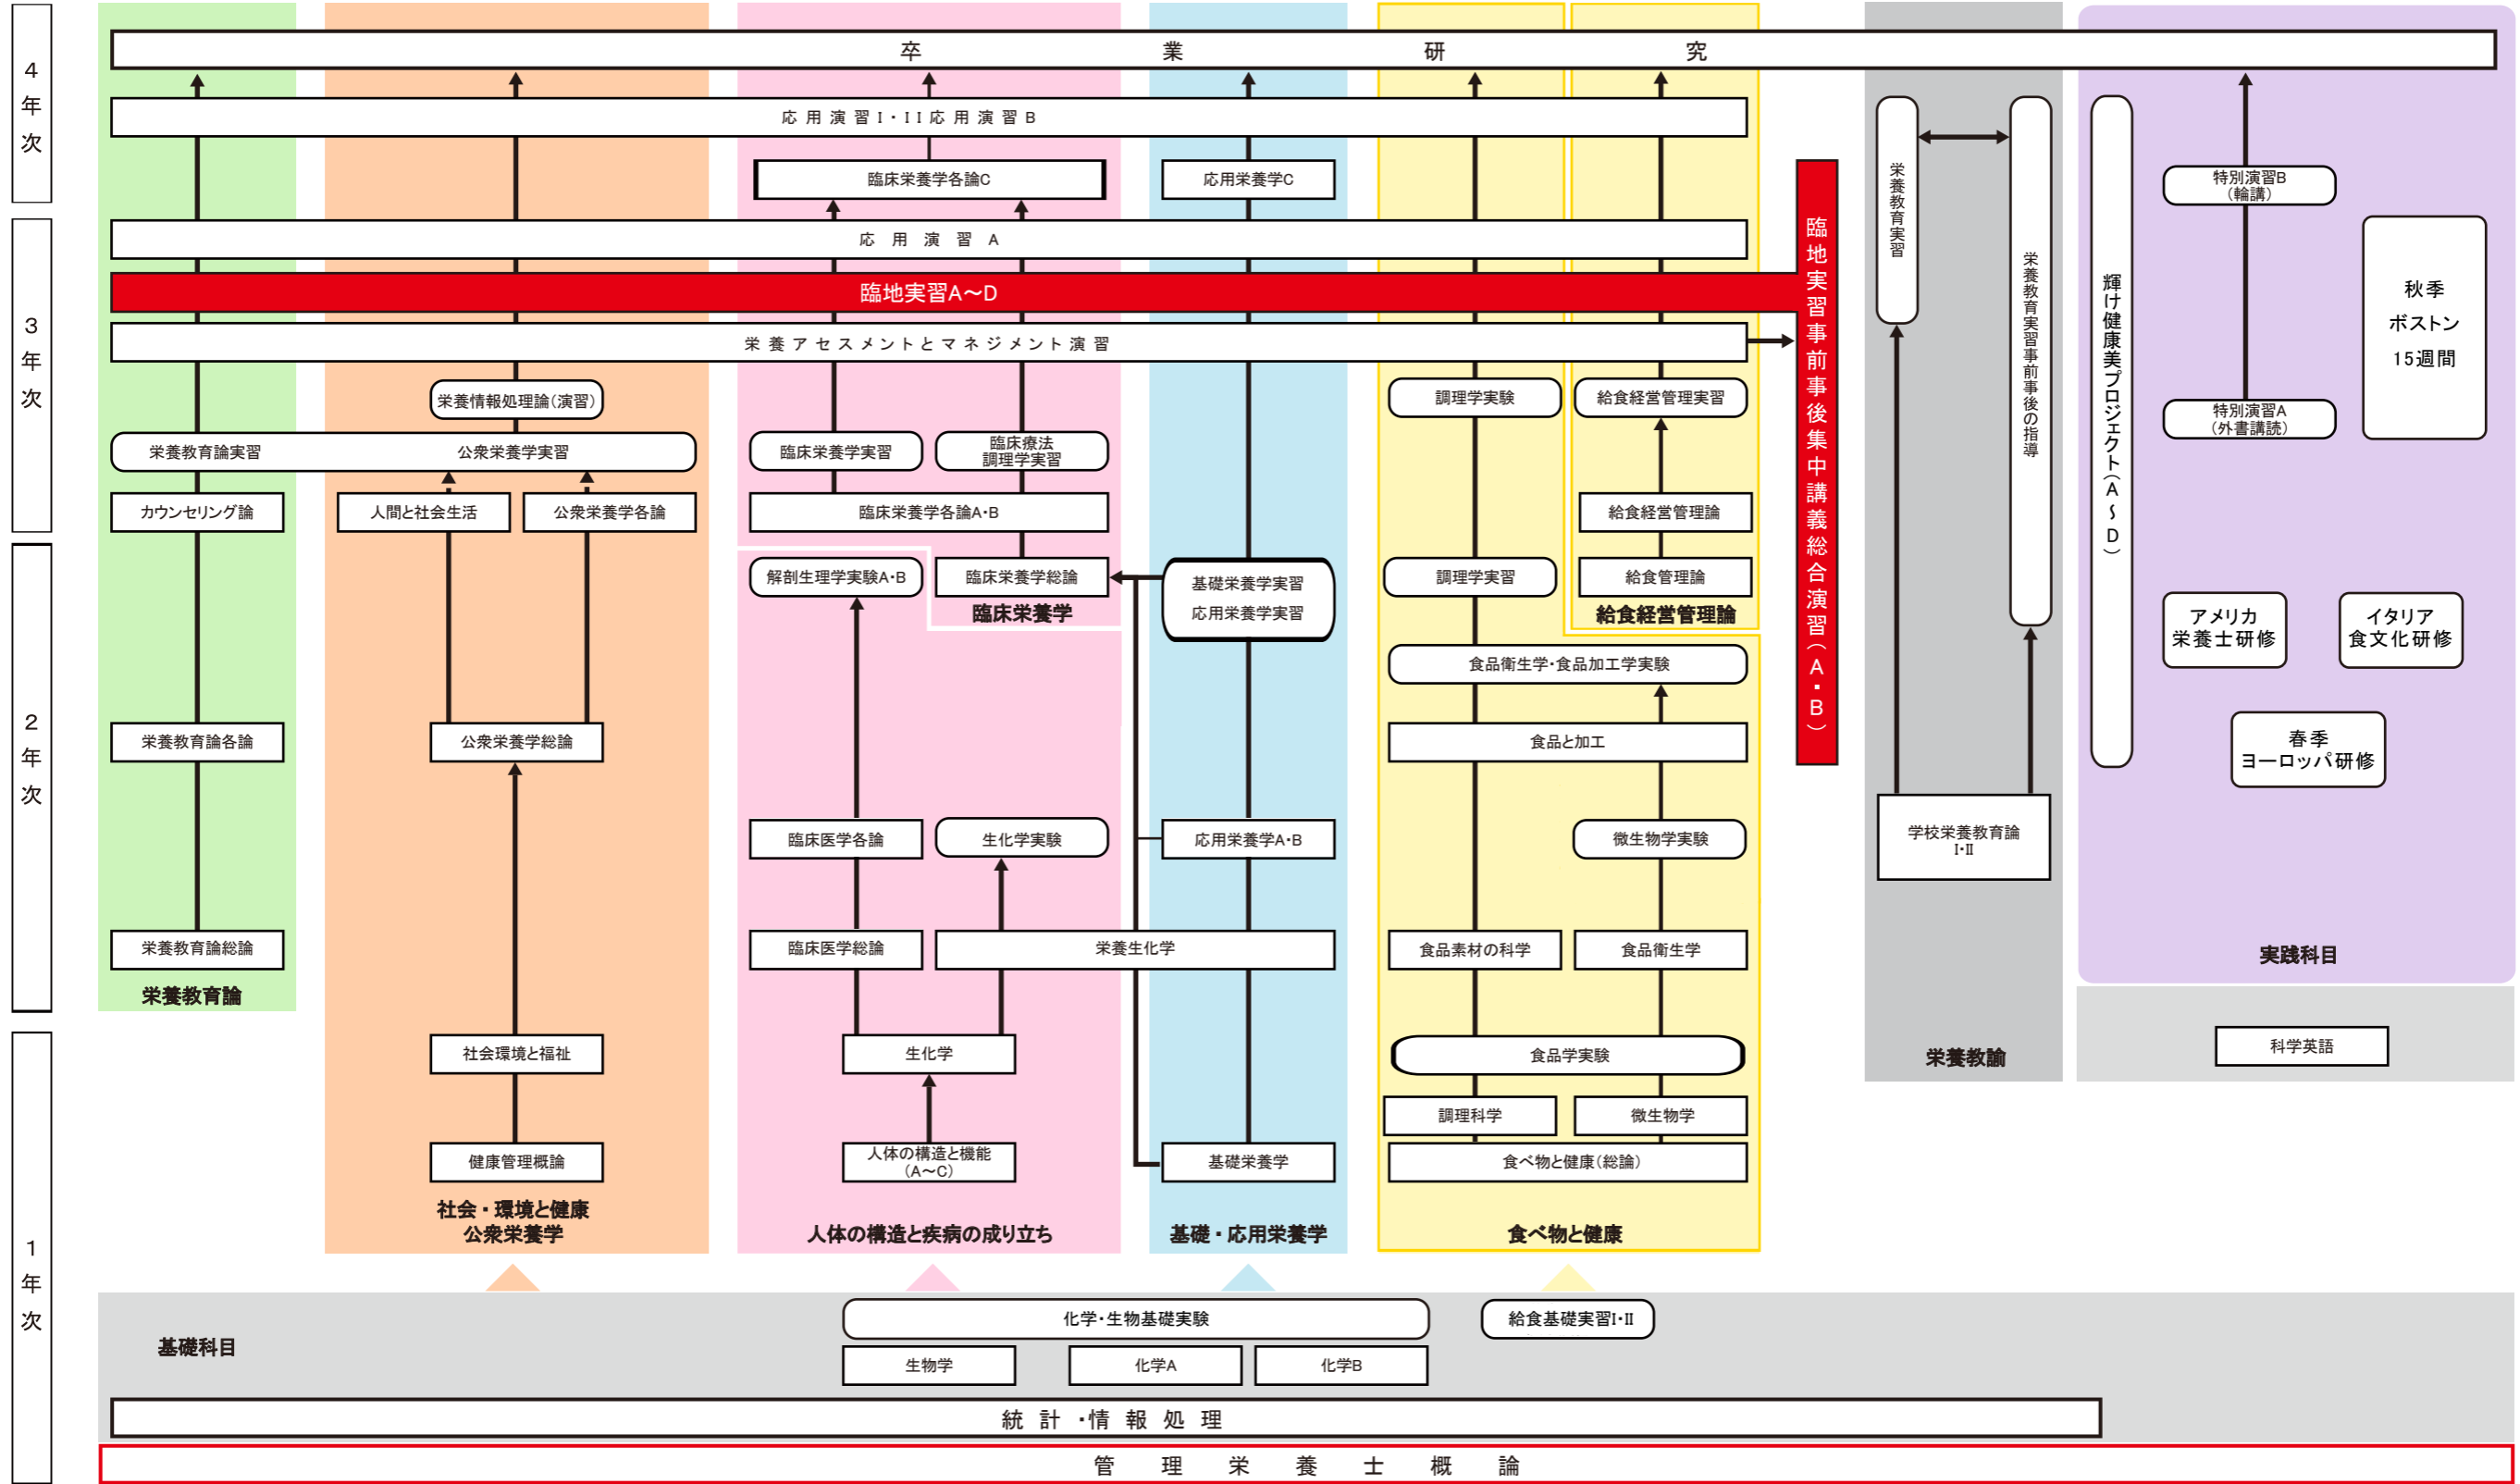 4年次
卒業研究
応用演習I・II応用演習B
臨床栄養学各論C
応用栄養学C
栄養教育実習
栄養教育実習事前事後の指導
輝け健康美プロジェクト(A～D)
特別演習B
(輪講)
3年次
応用演習A
臨地実習A～D
臨地実習事前事後集中講義総合演習(A・B)
栄養アセスメントとマネジメント演習
秋季
ボストン
15週間
栄養情報処理論(演習)
調理学実験
給食経営管理実習
特別演習A
(外書講読)
栄養教育論実習
公衆栄養学実習
臨床栄養学実習
臨床療法
調理学実習
カウンセリング論
人間と社会生活
公衆栄養学各論
臨床栄養学各論A・B
給食経営管理論
2年次
解剖生理学実験A・B
臨床栄養学総論
臨床栄養学
基礎栄養学実習
応用栄養学実習
調理学実習
給食管理論
給食経営管理論
アメリカ
栄養士研修
イタリア
食文化研修
食品衛生学・食品加工学実験
栄養教育論各論
公衆栄養学総論
食品と加工
春季
ヨーロッパ研修
臨床医学各論
生化学実験
応用栄養学A・B
微生物学実験
学校栄養教育論
I・II
栄養教育論総論
臨床医学総論
栄養生化学
食品素材の科学
食品衛生学
実践科目
栄養教育論
1年次
社会環境と福祉
生化学
食品学実験
栄養教諭
科学英語
調理科学
微生物学
健康管理概論
人体の構造と機能
(A～C)
基礎栄養学
食べ物と健康(総論)
社会・環境と健康
公衆栄養学
人体の構造と疾病の成り立ち
基礎・応用栄養学
食べ物と健康
基礎科目
化学・生物基礎実験
給食基礎実習I・II
生物学
化学A
化学B
統計・情報処理
管理栄養士概論